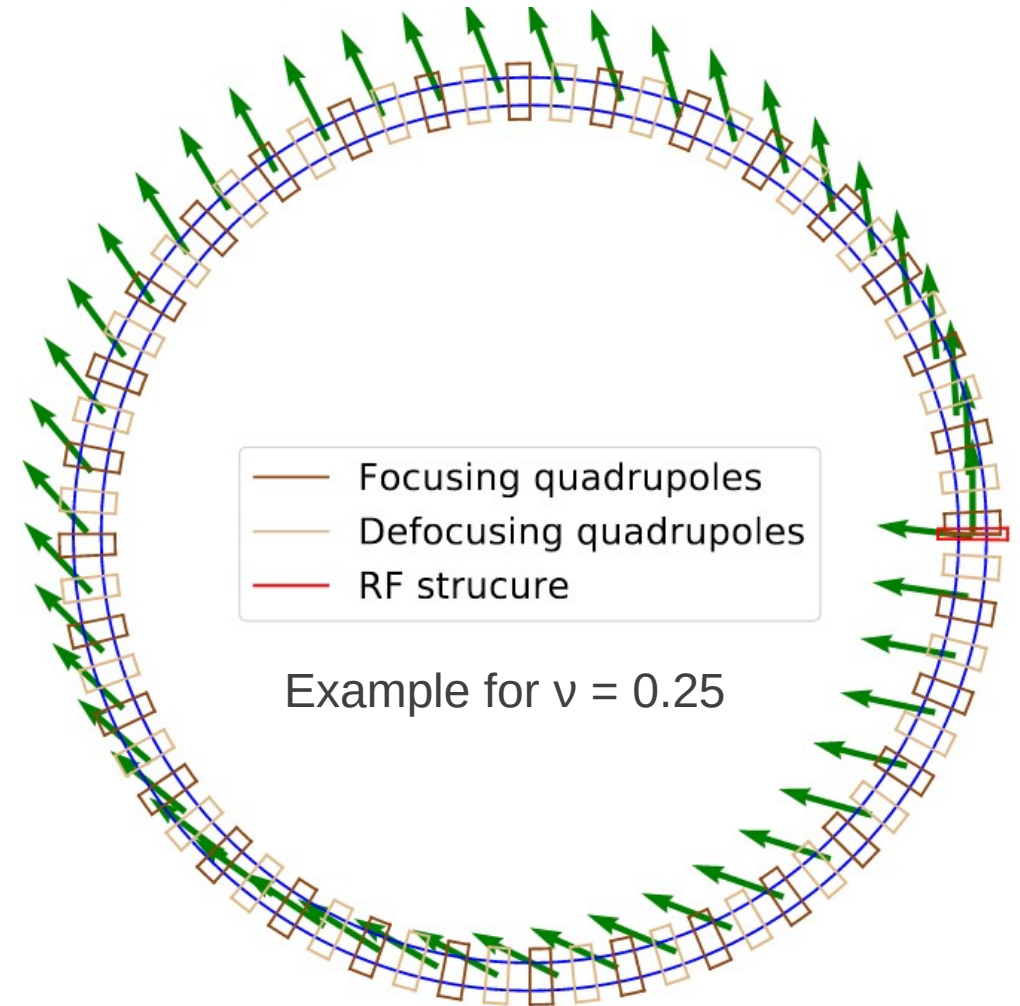 Focusing quadrupoles
Defocusing quadrupoles
RF strucure
Example for ν = 0.25